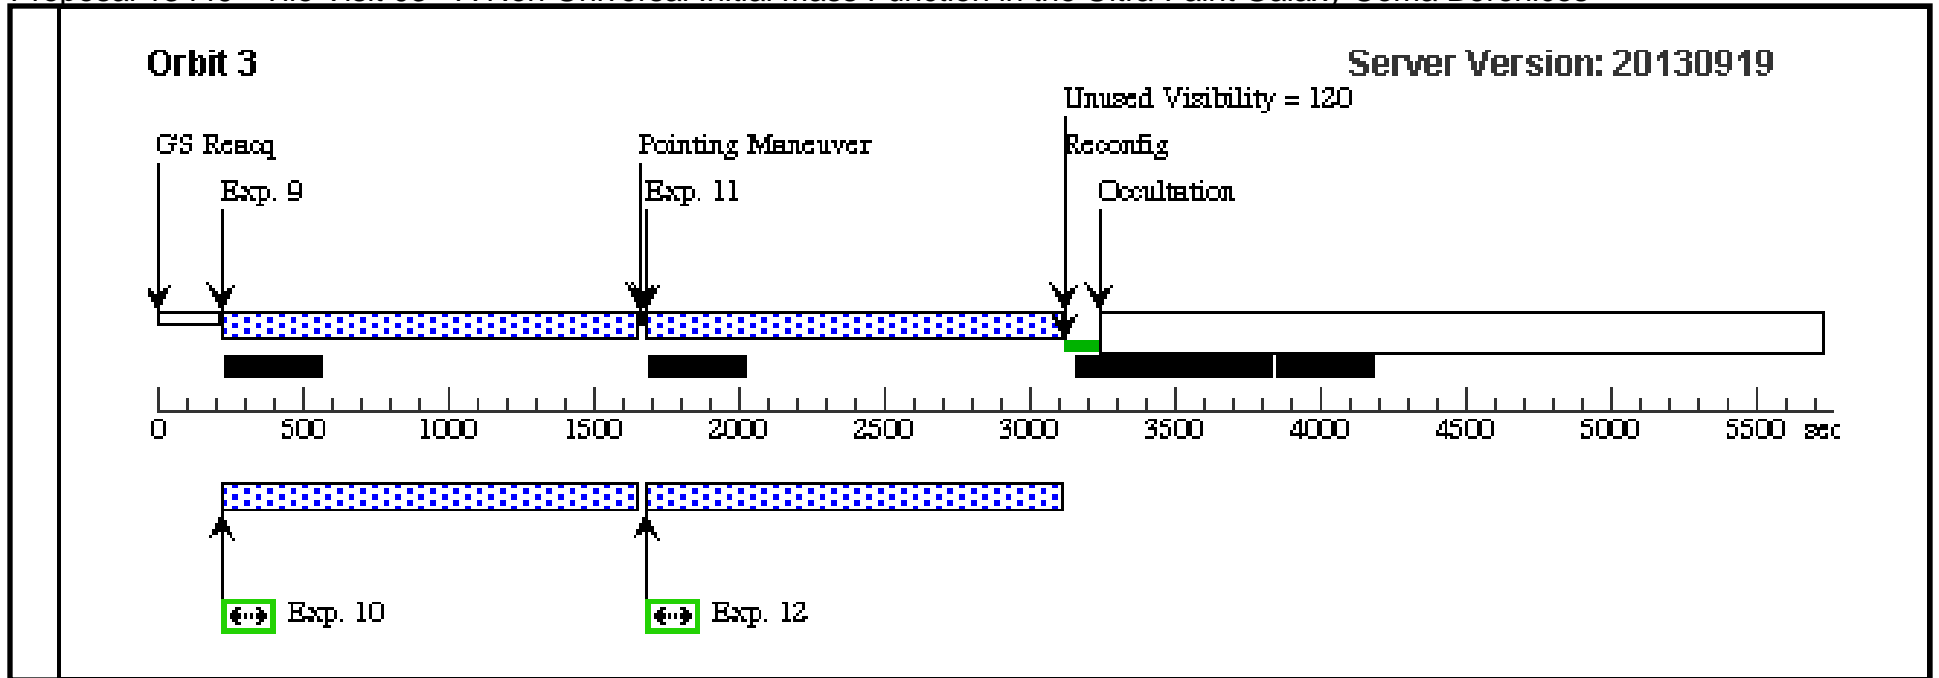 Orbit 3
Server Version: 20130919
Unused Visibility = 120
GS Reacq
Pointing Maneuver
Reconfig
Exp. 9
Exp. 11
Occultation
0 500 1000 1500 2000 2500 3000 3500 4000 4500 5000 5500 sec
Exp. 10
Exp. 12